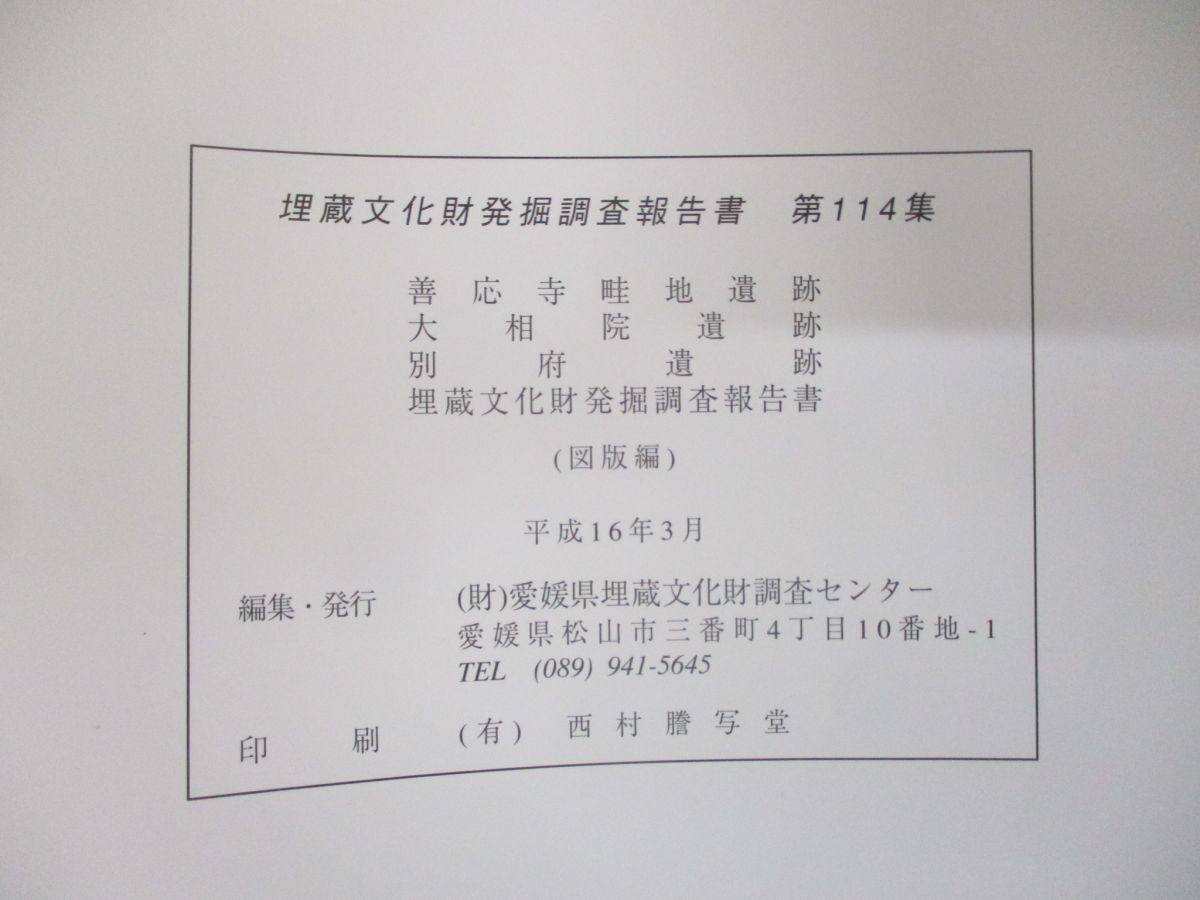 埋蔵文化財発掘調査報告書　第114集
善応寺畦地遺跡
大相院遺跡
別府遺跡
埋蔵文化財発掘調査報告書
(図版編)
平成16年3月
編集・発行　(財)愛媛県埋蔵文化財調査センター
愛媛県松山市三番町4丁目10番地-1
TEL　(089) 941-5645
印刷　(有)　西村謄写堂